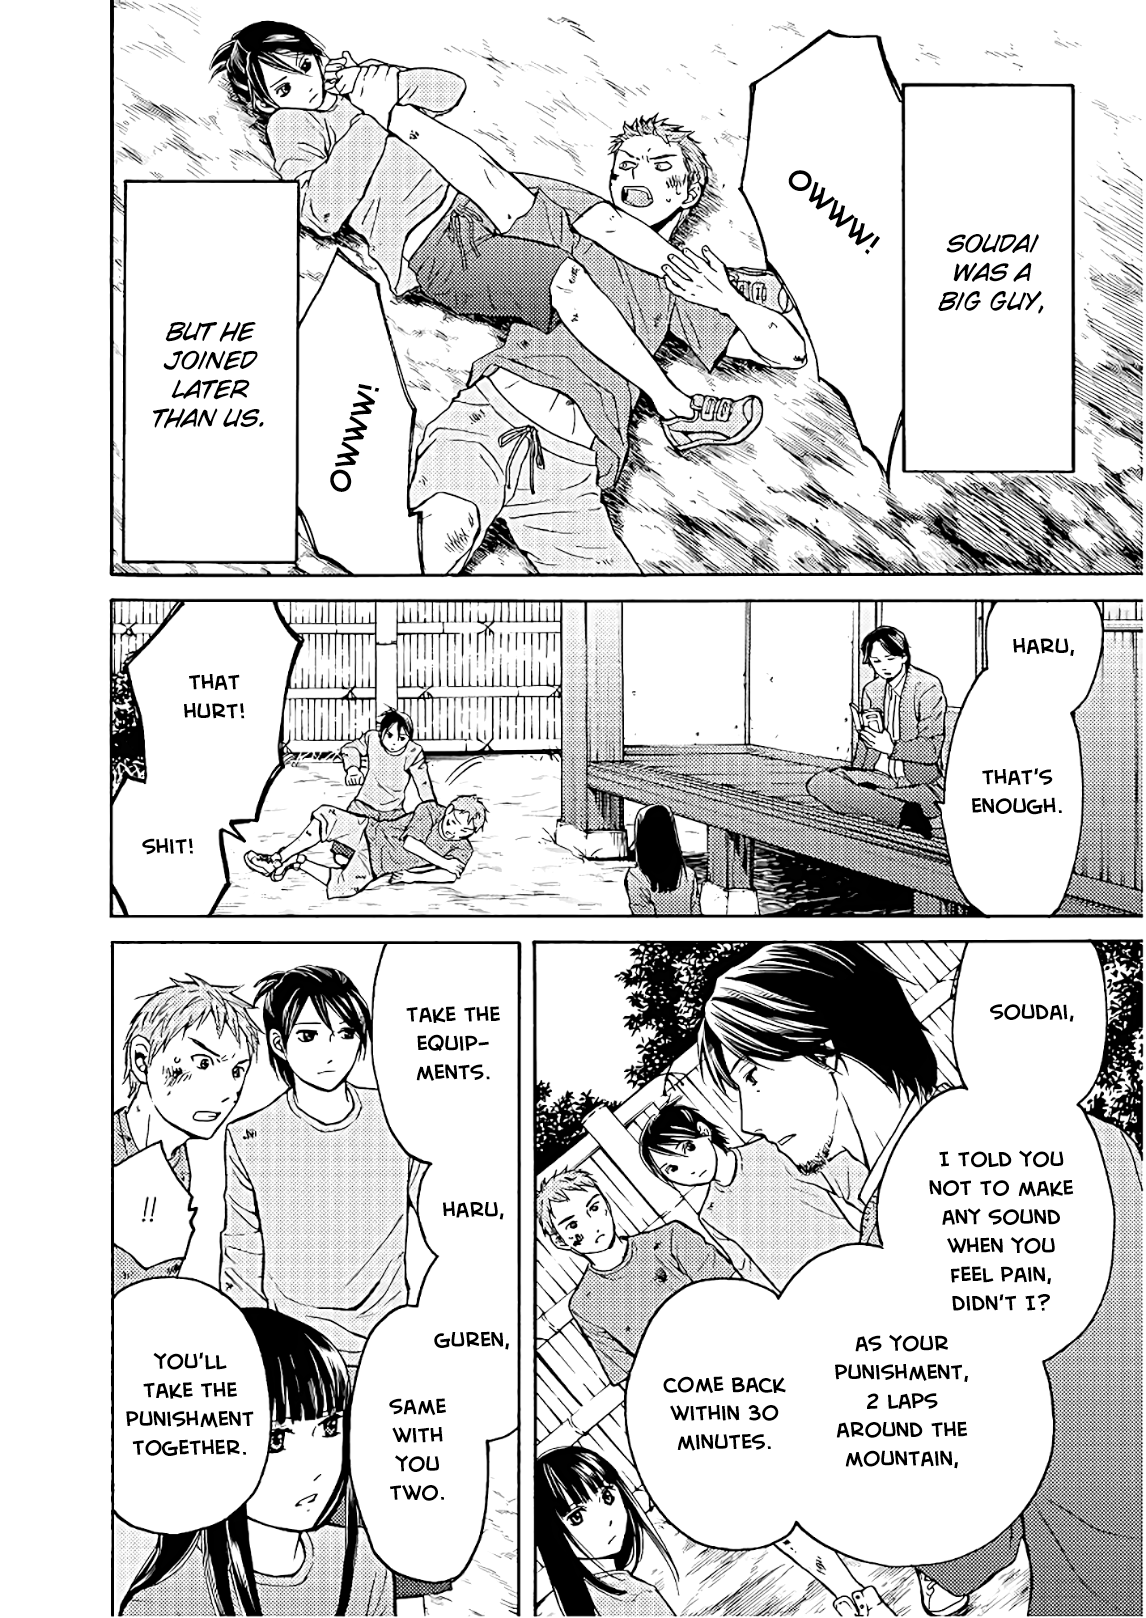 SOUDAI
WAS A
BIG GUY,
OWWW!
OWWW!
BUT HE
JOINED
LATER
THAN US.
HARU,
THAT'S
ENOUGH.
THAT
HURT!
SHIT!
SOUDAI,
I TOLD YOU
NOT TO MAKE
ANY SOUND
WHEN YOU
FEEL PAIN,
DIDN'T I?
AS YOUR
PUNISHMENT,
2 LAPS
AROUND THE
MOUNTAIN,
COME BACK
WITHIN 30
MINUTES.
TAKE THE
EQUIP-
MENTS.
HARU,
GUREN,
SAME
WITH
YOU
TWO.
!!
YOU'LL
TAKE THE
PUNISHMENT
TOGETHER.